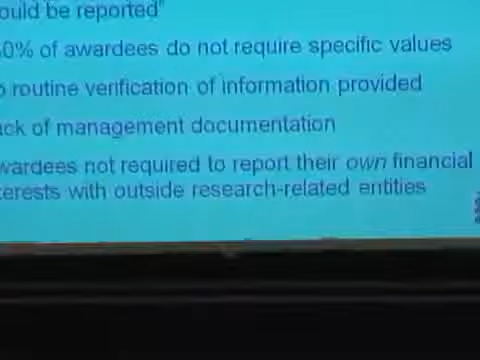 ould be reported"
0% of awardees do not require specific values
o routine verification of information provided
ack of management documentation
wardees not required to report their own financial
terests with outside research-related entities